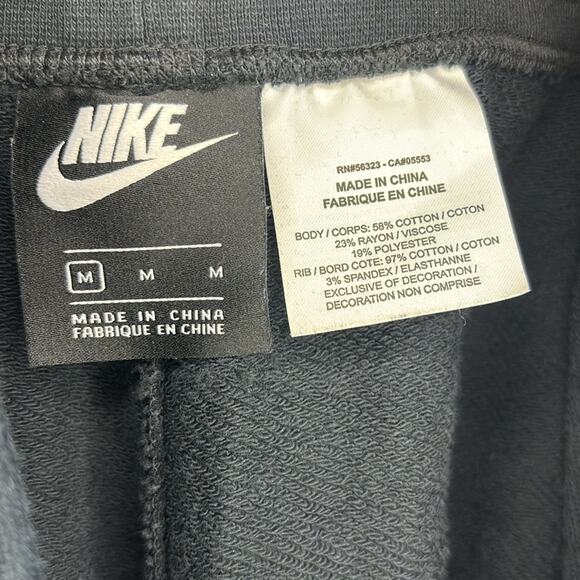 NIKE
M M M
MADE IN CHINA
FABRIQUE EN CHINE
RN#56323 - CA#05553
MADE IN CHINA
FABRIQUE EN CHINE
BODY / CORPS: 58% COTTON / COTON
23% RAYON / VISCOSE
19% POLYESTER
RIB / BORD COTE: 97% COTTON / COTON
3% SPANDEX / ELASTHANNE
EXCLUSIVE OF DECORATION /
DECORATION NON COMPRISE